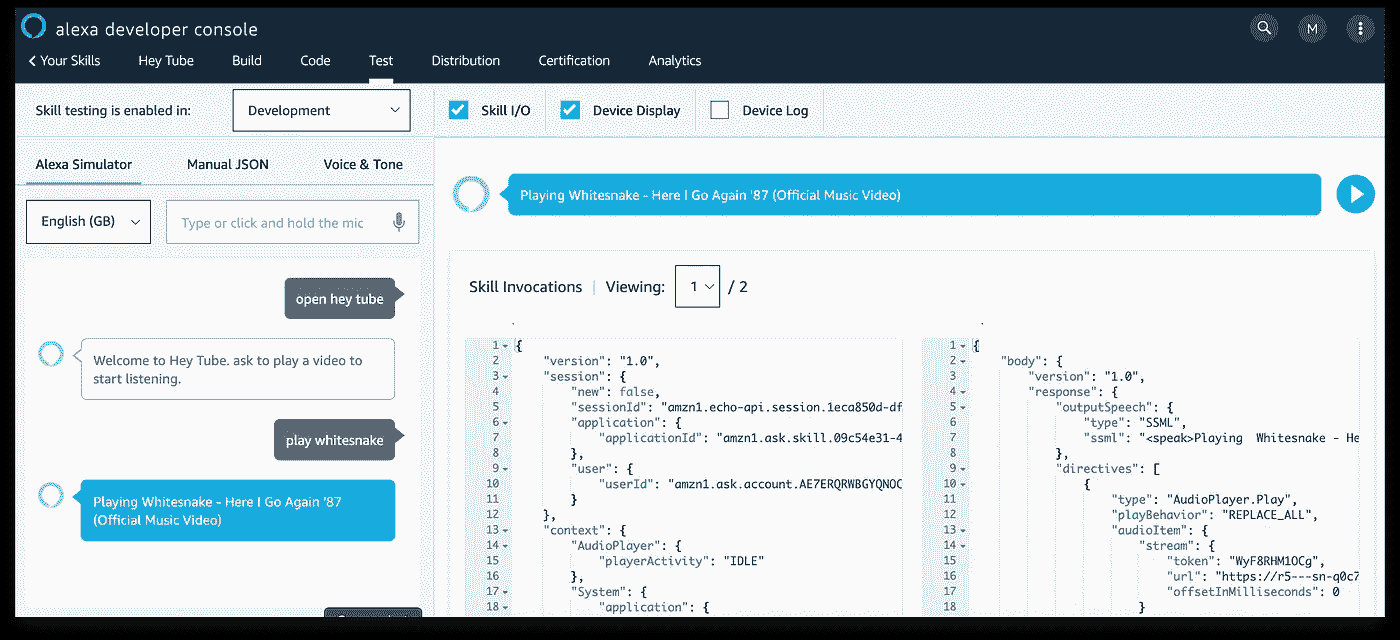 alexa developer console
M
Your Skills Hey Tube Build Code Test Distribution Certification Analytics
Skill testing is enabled in: Development
Skill I/O Device Display Device Log
Alexa Simulator Manual JSON Voice & Tone
English (GB) Type or click and hold the mic
open hey tube
Welcome to Hey Tube. ask to play a video to
start listening.
play whitesnake
Playing Whitesnake - Here I Go Again '87
(Official Music Video)
Playing Whitesnake - Here I Go Again '87 (Official Music Video)
Skill Invocations | Viewing: 1 / 2
1 {
2 "version": "1.0",
3 "session": {
4 "new": false,
5 "sessionId": "amzn1.echo-api.session.1eca850d-df
6 "application": {
7 "applicationId": "amzn1.ask.skill.09c54e31-4
8 },
9 "user": {
10 "userId": "amzn1.ask.account.AE7ERQRWBGYQNOC
11 }
12 },
13 "context": {
14 "AudioPlayer": {
15 "playerActivity": "IDLE"
16 },
17 "System": {
18 "application": {
1 {
2 "body": {
3 "version": "1.0",
4 "response": {
5 "outputSpeech": {
6 "type": "SSML",
7 "ssml": "<speak>Playing  Whitesnake - He
8 },
9 "directives": [
10 {
11 "type": "AudioPlayer.Play",
12 "playBehavior": "REPLACE_ALL",
13 "audioItem": {
14 "stream": {
15 "token": "WyF8RHM1OCg",
16 "url": "https://r5---sn-q0c7
17 "offsetInMilliseconds": 0
18 }